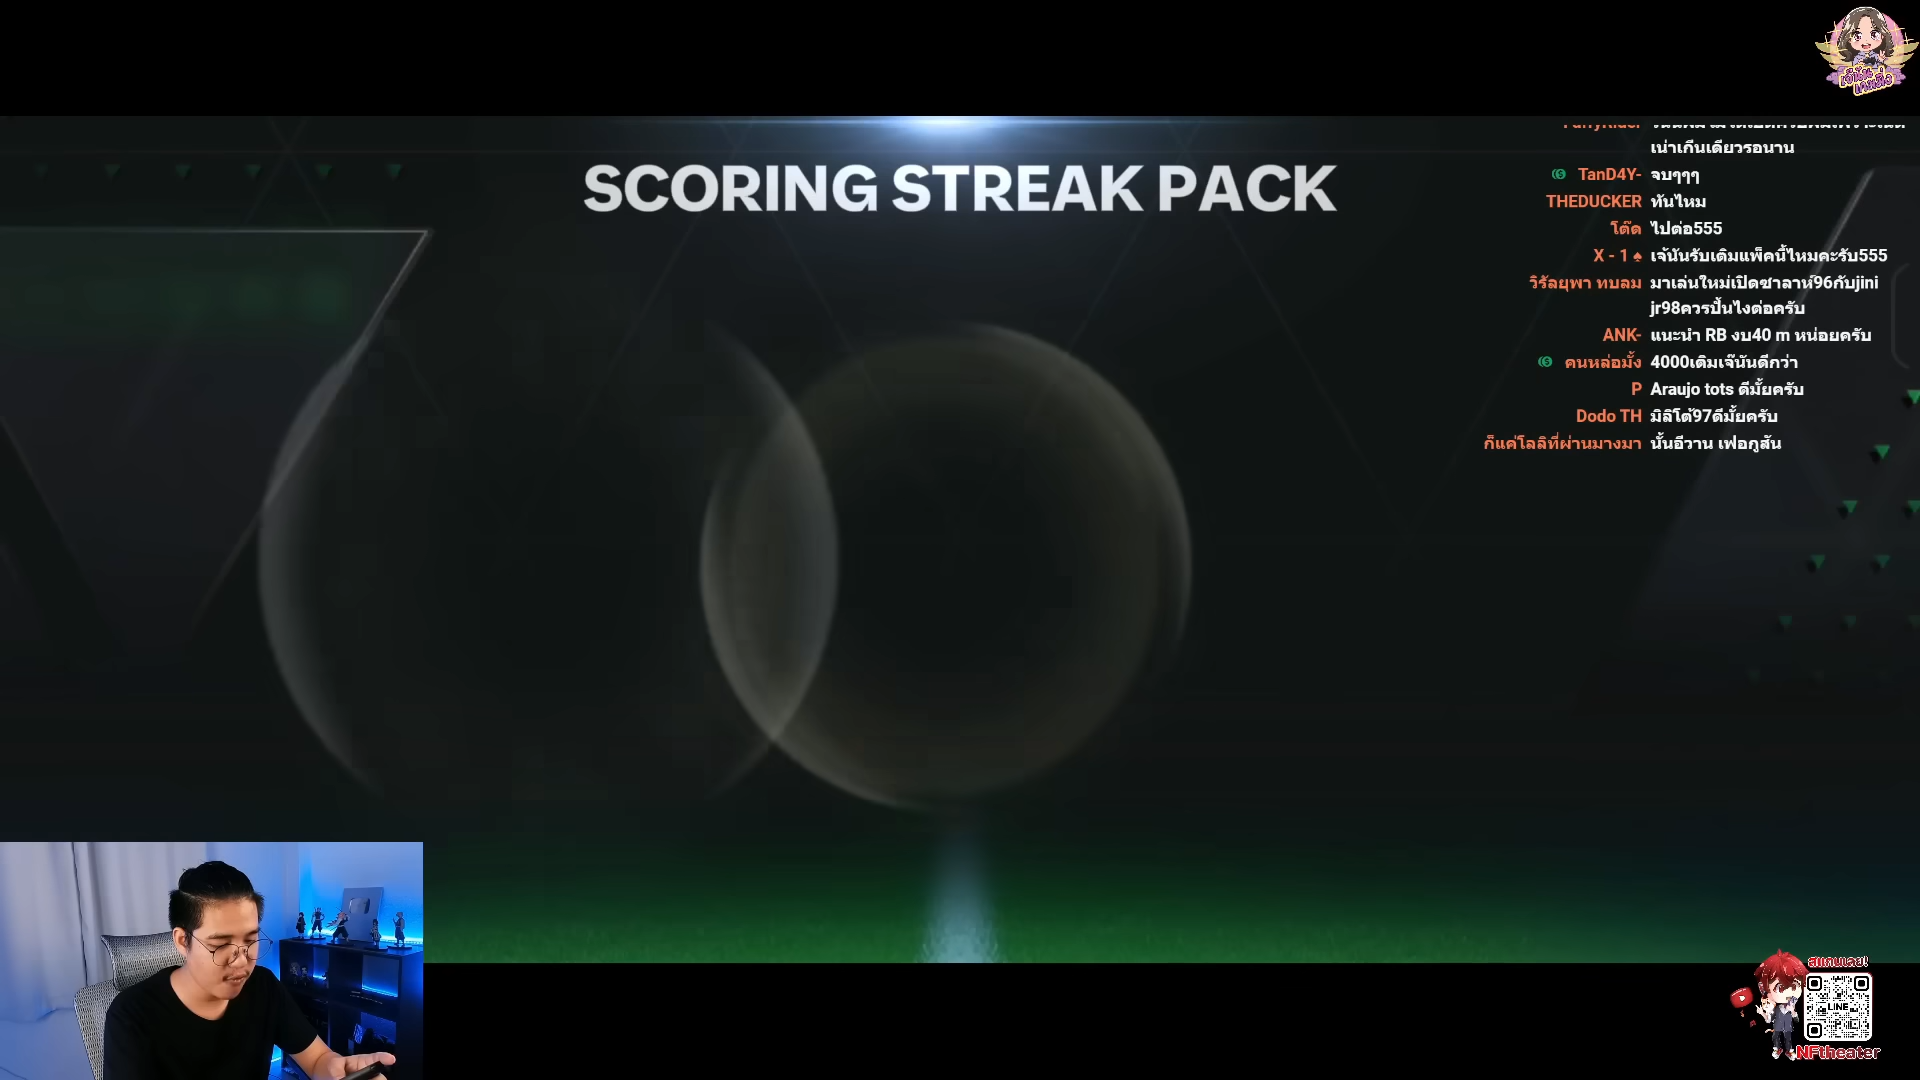 SCORING STREAK PACK
เน่าเกินเดียวรอนาน
TanD4Y- จบๆๆๆ
THEDUCKER ทันไหม
โต๊ด ไปต่อ555
X - 1 ♠ เจ้นันรับเติมแพ็คนี้ไหมคะรับ555
วิรัลยุพา ทบลม มาเล่นใหม่เปิดซาลาห์96กับjini
jr98ควรปั้นไงต่อครับ
ANK- แนะนำ RB งบ40 m หน่อยครับ
คนหล่อมั้ง 4000เติมเจ๊นันดีกว่า
P Araujo tots ดีมั้ยครับ
Dodo TH มิลิโต้97ดีมั้ยครับ
ก็แค่โลลิที่ผ่านมางมา นั้นอีวาน เฟอกูสัน
สแกนเลย!
LINE
NFtheater